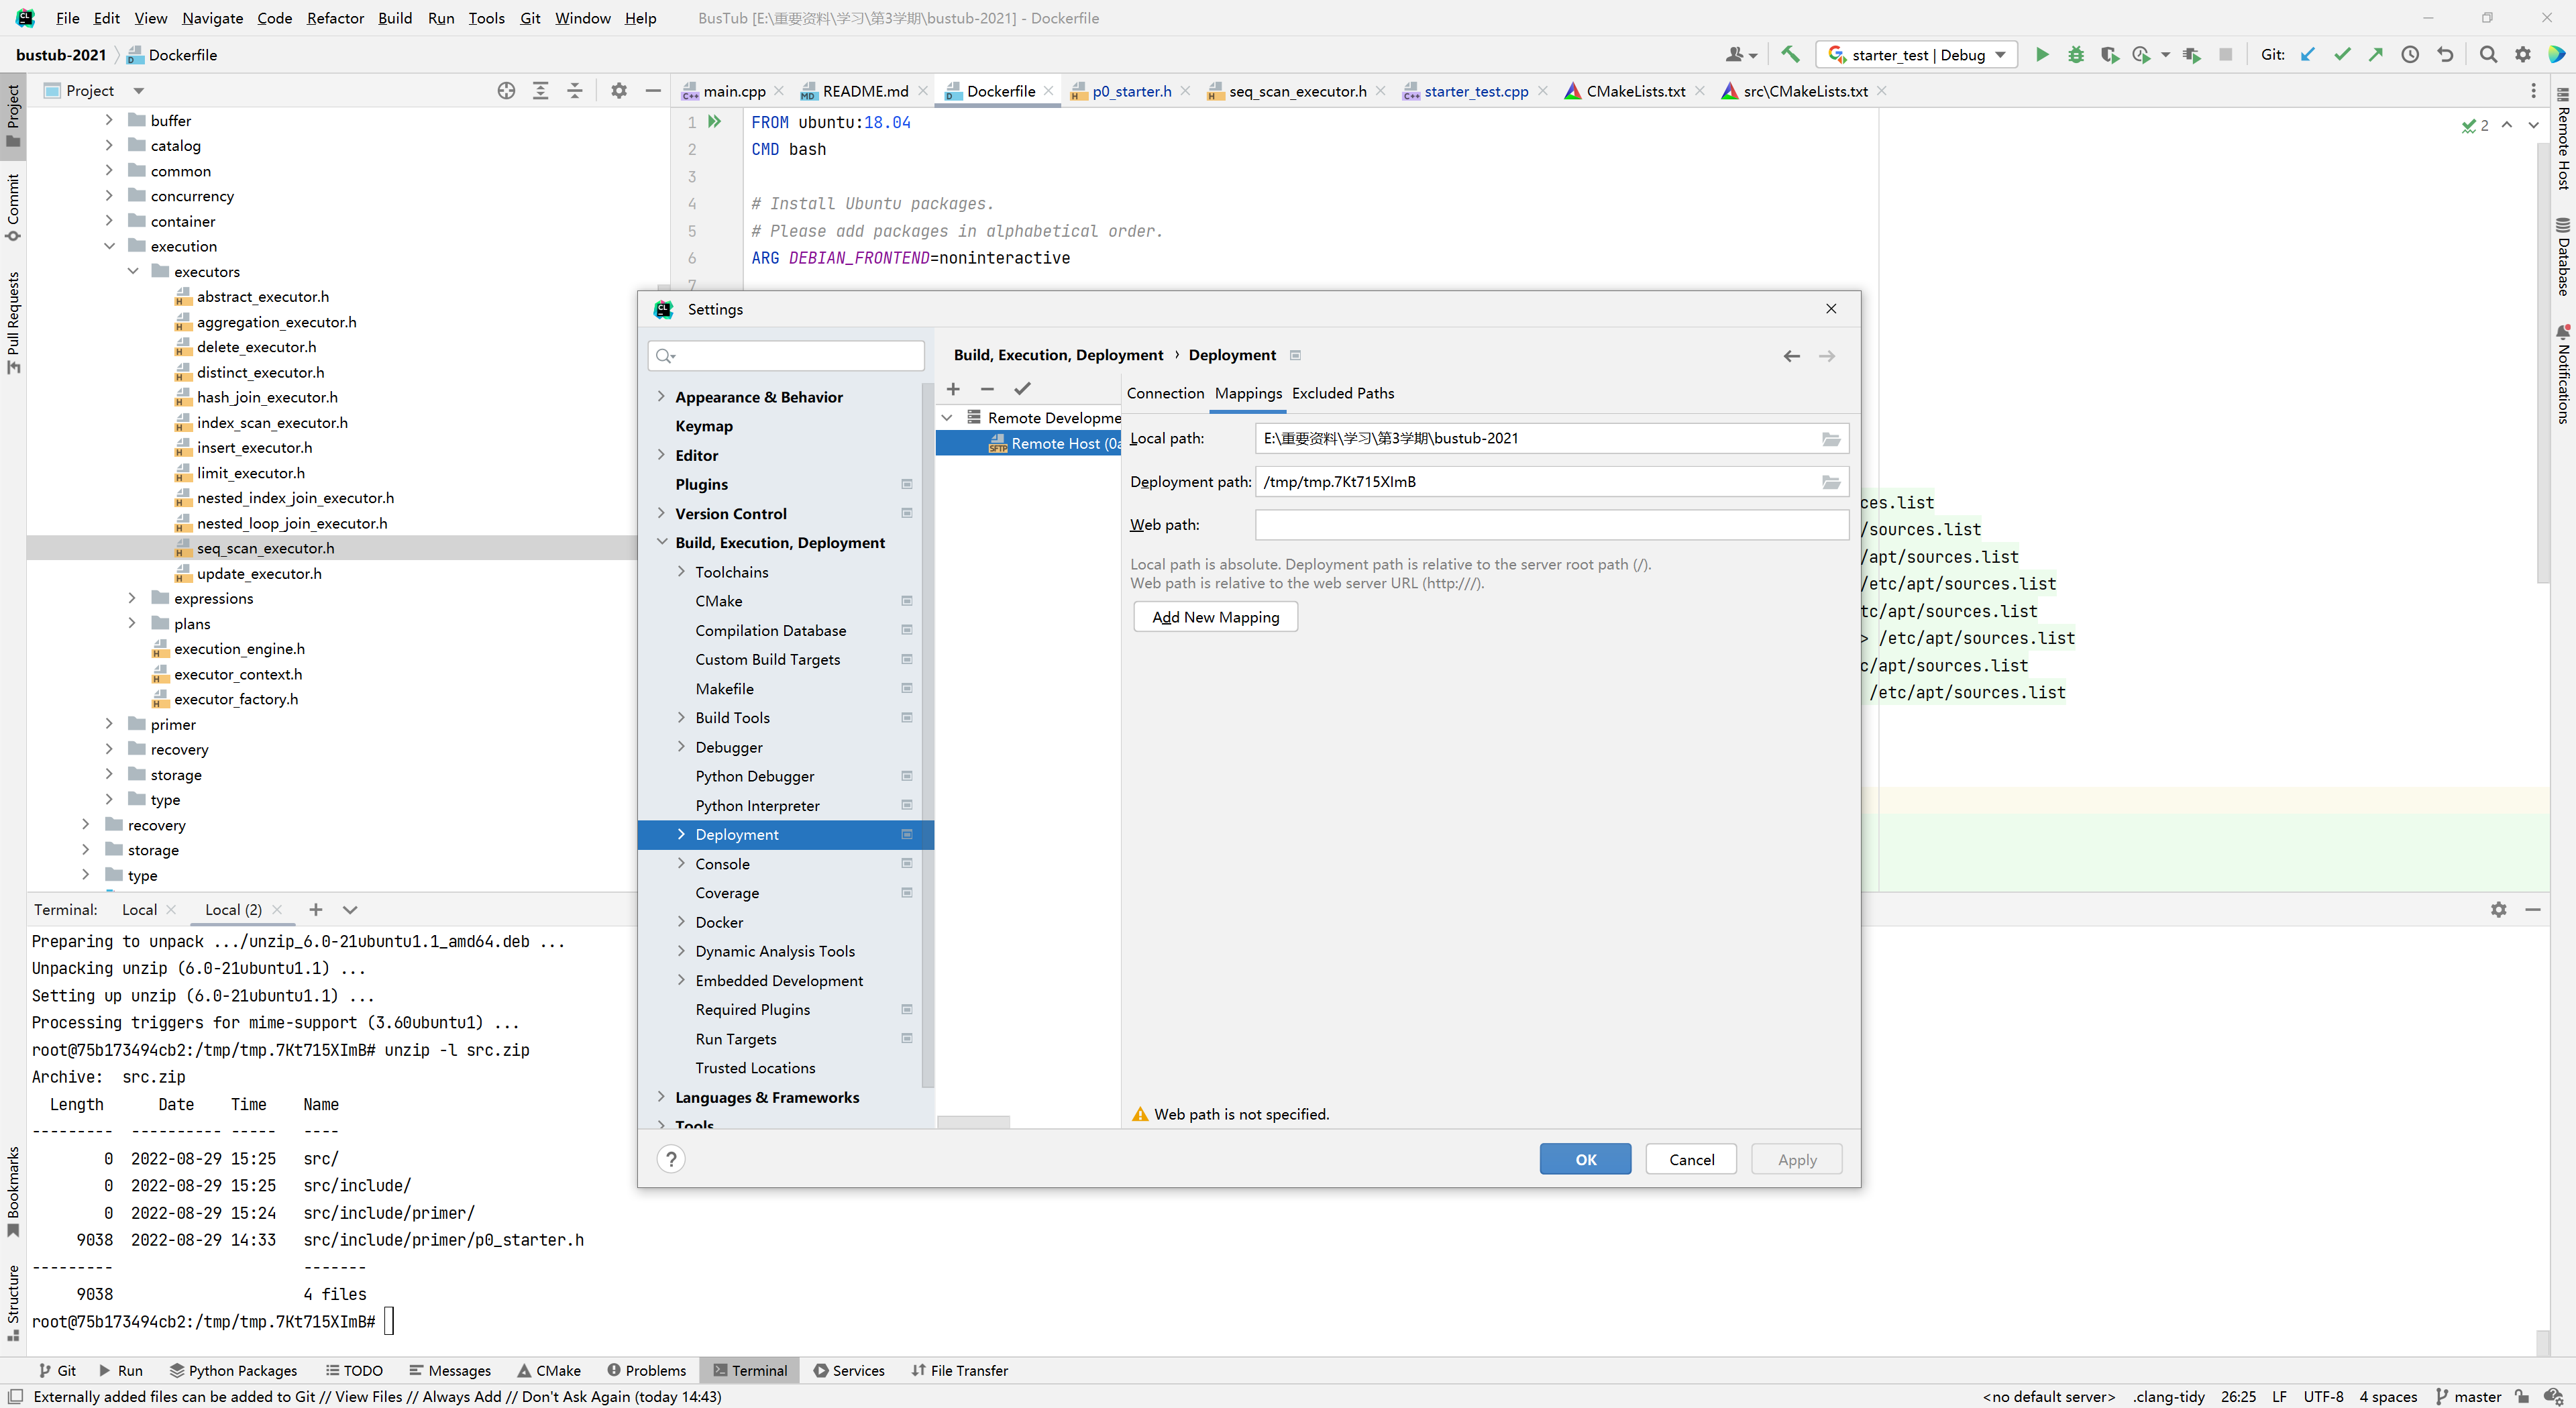 File Edit View Navigate Code Refactor Build Run Tools Git Window Help BusTub [E:\重要资料\学习\第3学期\bustub-2021] - Dockerfile
bustub-2021 Dockerfile
starter_test | Debug Git:
Project
main.cpp README.md Dockerfile p0_starter.h seq_scan_executor.h starter_test.cpp CMakeLists.txt src\CMakeLists.txt
Project
Commit
Pull Requests
Bookmarks
Structure
buffer
catalog
common
concurrency
container
execution
executors
abstract_executor.h
aggregation_executor.h
delete_executor.h
distinct_executor.h
hash_join_executor.h
index_scan_executor.h
insert_executor.h
limit_executor.h
nested_index_join_executor.h
nested_loop_join_executor.h
seq_scan_executor.h
update_executor.h
expressions
plans
execution_engine.h
executor_context.h
executor_factory.h
primer
recovery
storage
type
recovery
storage
type
1 FROM ubuntu:18.04
2 CMD bash
3
4 # Install Ubuntu packages.
5 # Please add packages in alphabetical order.
6 ARG DEBIAN_FRONTEND=noninteractive
7
2
ces.list
/sources.list
/apt/sources.list
/etc/apt/sources.list
tc/apt/sources.list
> /etc/apt/sources.list
c/apt/sources.list
/etc/apt/sources.list
Remote Host
Database
Notifications
Settings
Appearance & Behavior
Keymap
Editor
Plugins
Version Control
Build, Execution, Deployment
Toolchains
CMake
Compilation Database
Custom Build Targets
Makefile
Build Tools
Debugger
Python Debugger
Python Interpreter
Deployment
Console
Coverage
Docker
Dynamic Analysis Tools
Embedded Development
Required Plugins
Run Targets
Trusted Locations
Languages & Frameworks
Tools
Build, Execution, Deployment › Deployment
Remote Developme
SFTP Remote Host (0a
Connection Mappings Excluded Paths
Local path: E:\重要资料\学习\第3学期\bustub-2021
Deployment path: /tmp/tmp.7Kt715XImB
Web path:
Local path is absolute. Deployment path is relative to the server root path (/).
Web path is relative to the web server URL (http:///).
Add New Mapping
Web path is not specified.
? OK Cancel Apply
Terminal: Local Local (2)
Preparing to unpack .../unzip_6.0-21ubuntu1.1_amd64.deb ...
Unpacking unzip (6.0-21ubuntu1.1) ...
Setting up unzip (6.0-21ubuntu1.1) ...
Processing triggers for mime-support (3.60ubuntu1) ...
root@75b173494cb2:/tmp/tmp.7Kt715XImB# unzip -l src.zip
Archive:  src.zip
Length Date Time Name
--------- ---------- ----- ----
0 2022-08-29 15:25 src/
0 2022-08-29 15:25 src/include/
0 2022-08-29 15:24 src/include/primer/
9038 2022-08-29 14:33 src/include/primer/p0_starter.h
--------- -------
9038 4 files
root@75b173494cb2:/tmp/tmp.7Kt715XImB#
Git Run Python Packages TODO Messages CMake Problems Terminal Services File Transfer
Externally added files can be added to Git // View Files // Always Add // Don't Ask Again (today 14:43) <no default server> .clang-tidy 26:25 LF UTF-8 4 spaces master